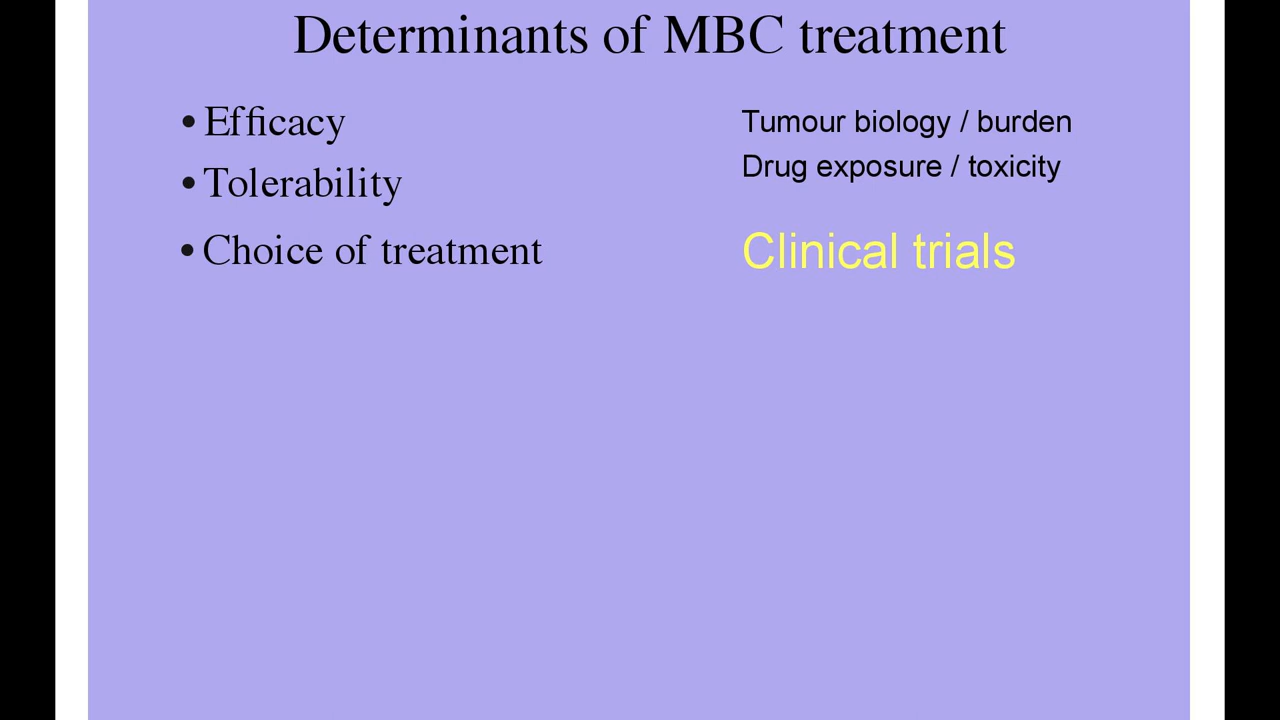 Determinants of MBC treatment
• Efficacy
• Tolerability
• Choice of treatment
Tumour biology / burden
Drug exposure / toxicity
Clinical trials